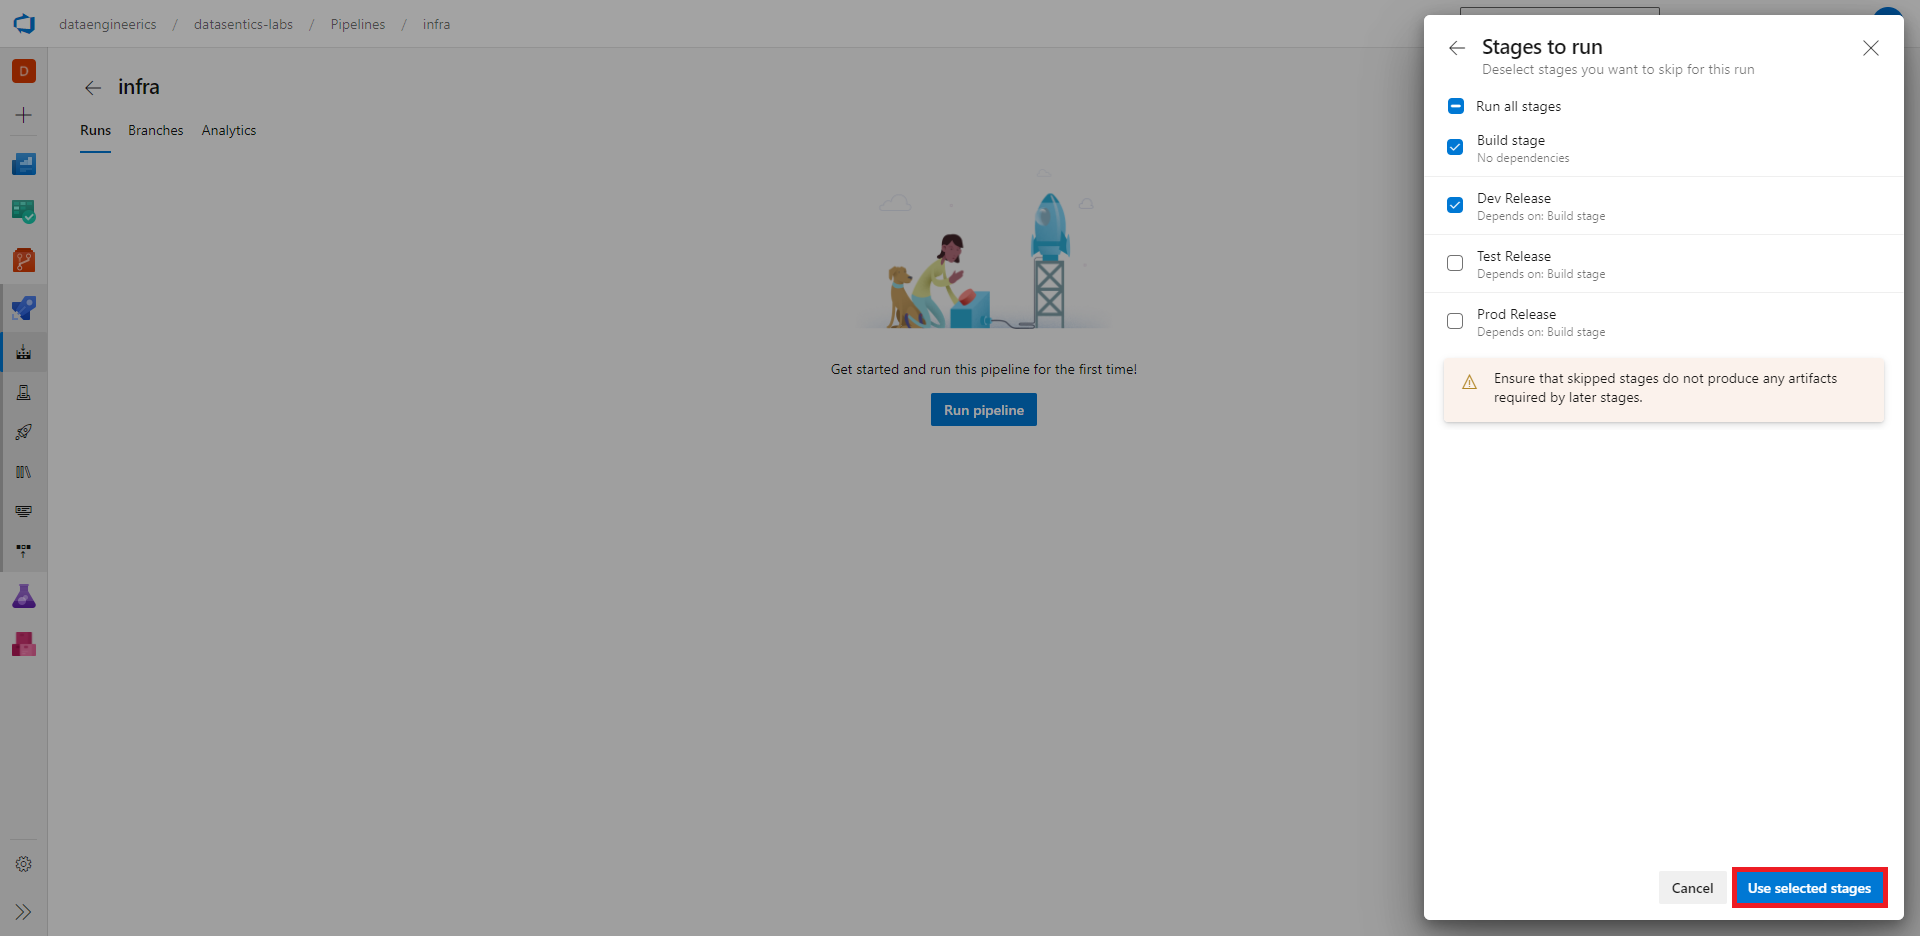 dataengineerics / datasentics-labs / Pipelines / infra
D
infra
Runs Branches Analytics
Get started and run this pipeline for the first time!
Run pipeline
Stages to run
Deselect stages you want to skip for this run
Run all stages
Build stage
No dependencies
Dev Release
Depends on: Build stage
Test Release
Depends on: Build stage
Prod Release
Depends on: Build stage
Ensure that skipped stages do not produce any artifacts
required by later stages.
Cancel Use selected stages